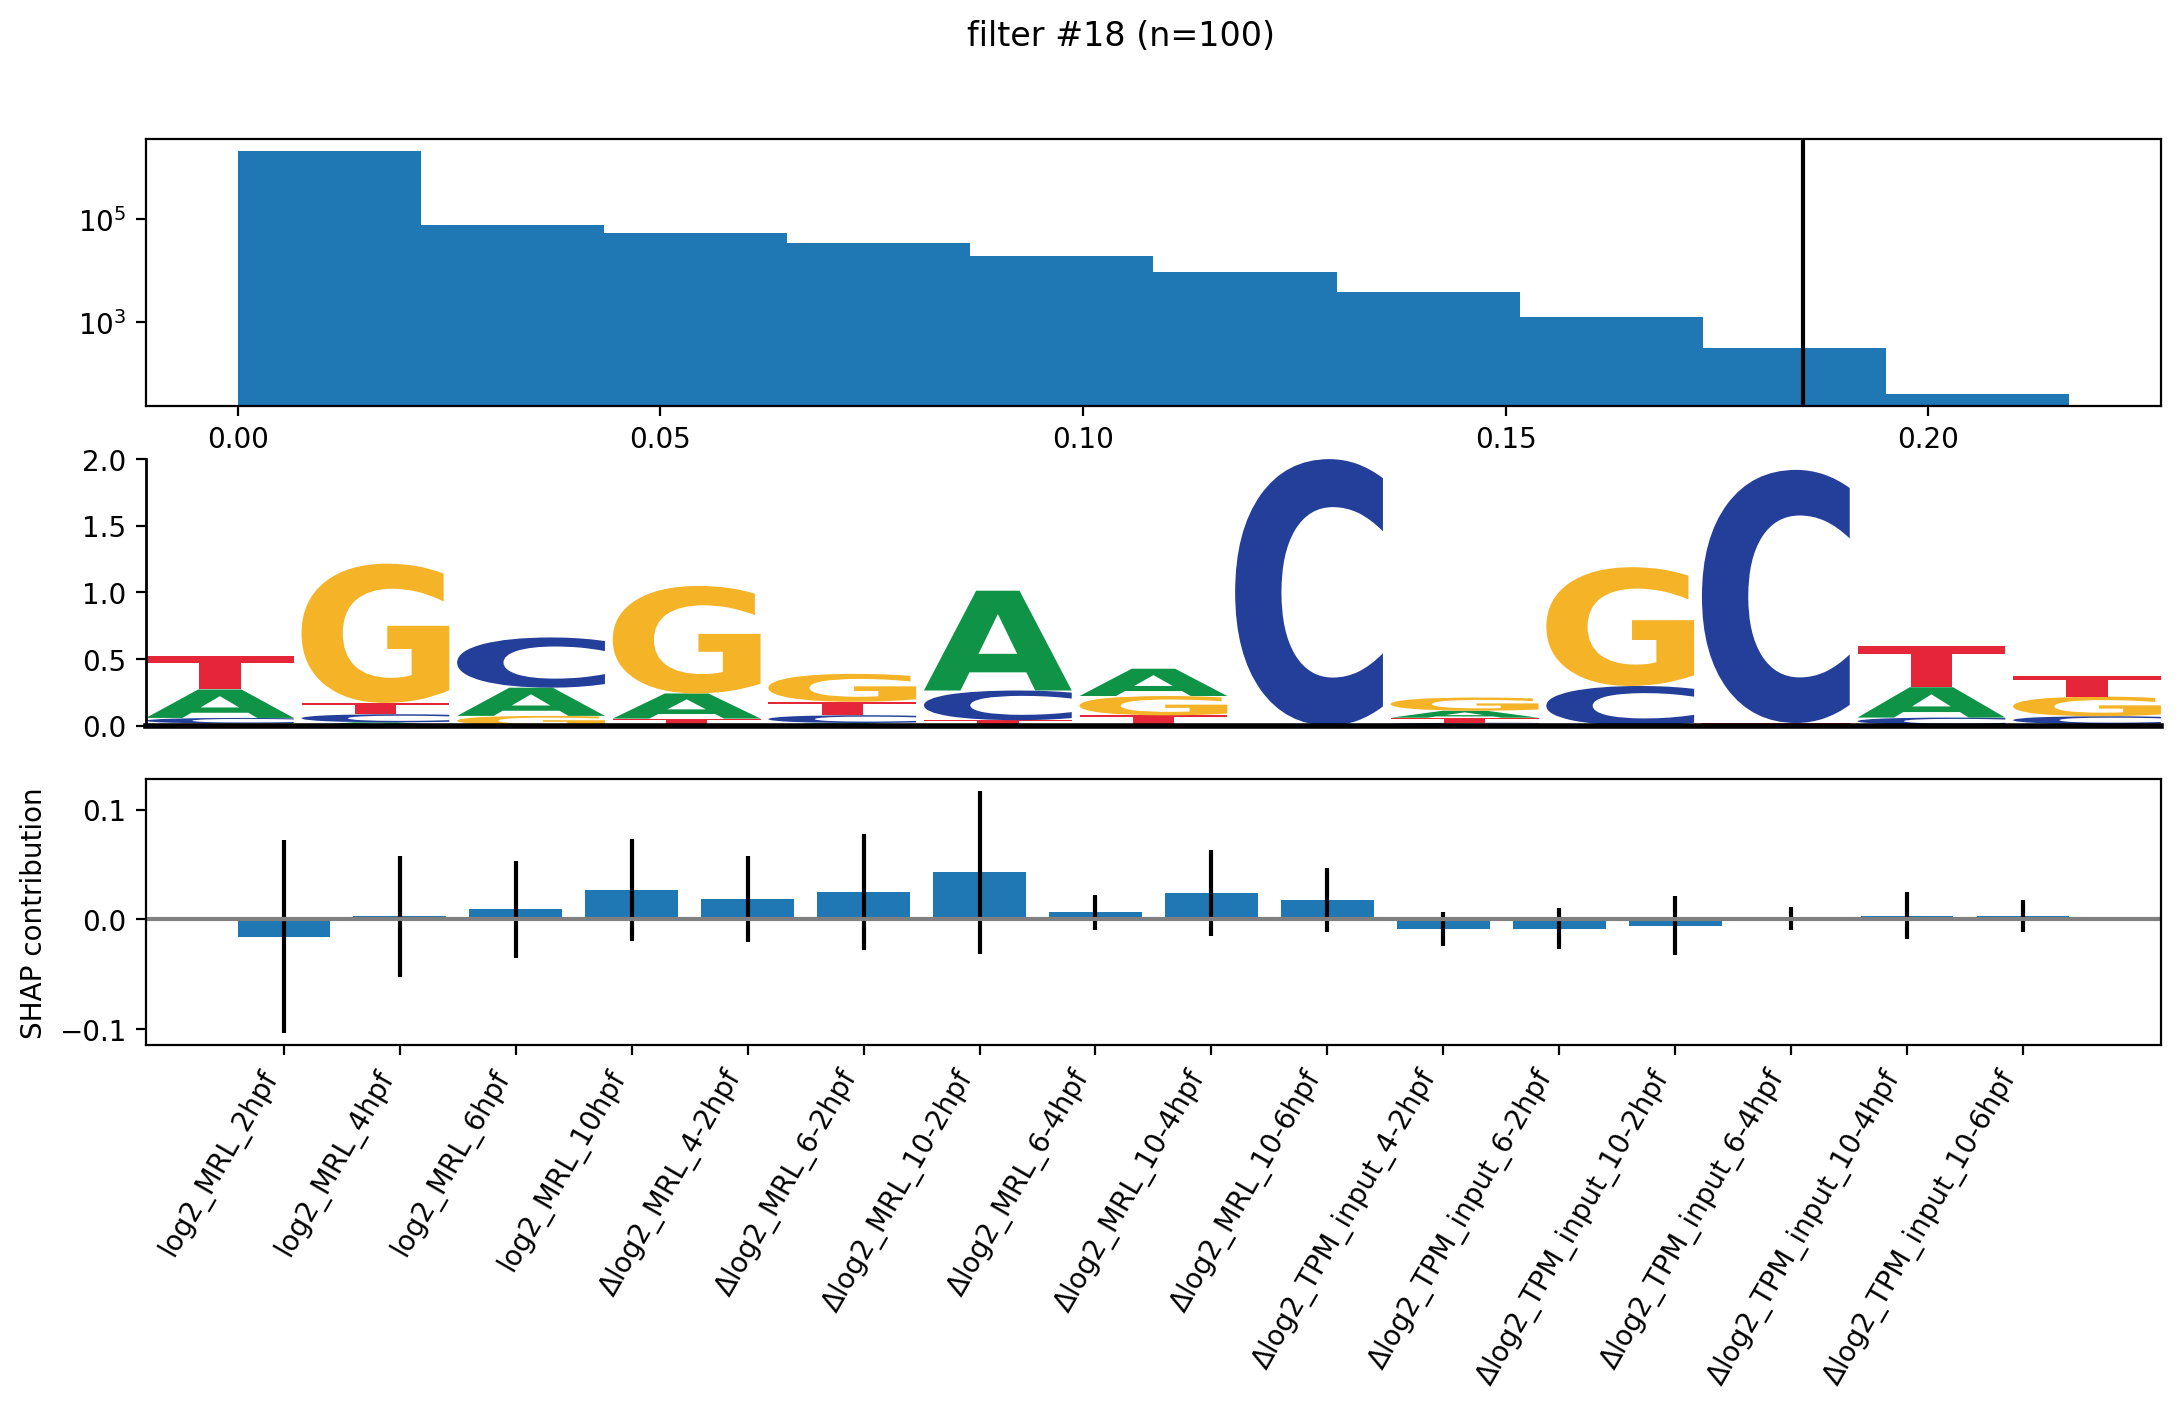 filter #18 (n=100)
10⁵
10³
0.00 0.05 0.10 0.15 0.20
2.0
1.5
1.0
0.5
0.0
T G C G G A A C G G C T T
A T A A T C G A C A G
C C G T C T T T C C
SHAP contribution
0.1
0.0
−0.1
log2_MRL_2hpf
log2_MRL_4hpf
log2_MRL_6hpf
log2_MRL_10hpf
Δlog2_MRL_4-2hpf
Δlog2_MRL_6-2hpf
Δlog2_MRL_10-2hpf
Δlog2_MRL_6-4hpf
Δlog2_MRL_10-4hpf
Δlog2_MRL_10-6hpf
Δlog2_TPM_input_4-2hpf
Δlog2_TPM_input_6-2hpf
Δlog2_TPM_input_10-2hpf
Δlog2_TPM_input_6-4hpf
Δlog2_TPM_input_10-4hpf
Δlog2_TPM_input_10-6hpf